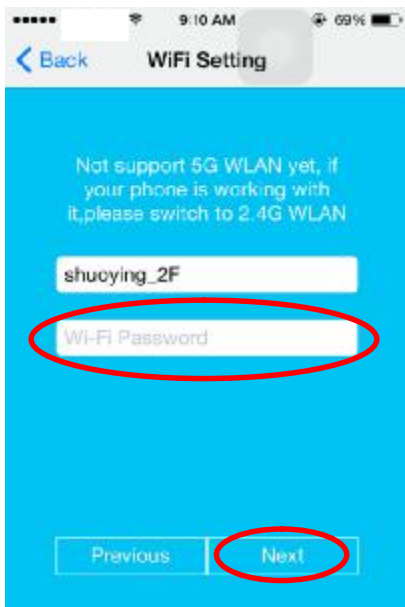 9:10 AM 69%
Back WiFi Setting
Not support 5G WLAN yet, if
your phone is working with
it,please switch to 2.4G WLAN
shuoying_2F
Wi-Fi Password
Previous Next